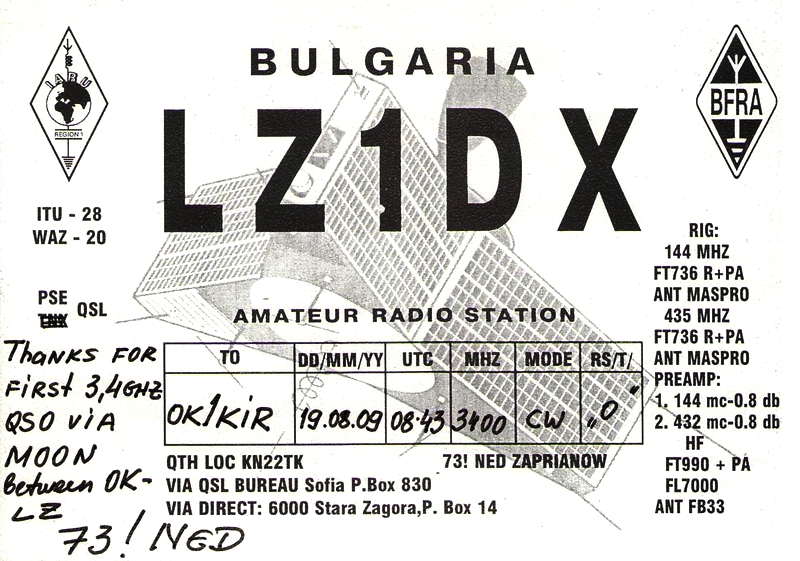 BULGARIA
LZ1DX
IARU
REGION 1
BFRA
ITU - 28
WAZ - 20
PSE
TNX
QSL
AMATEUR RADIO STATION
RIG:
144 MHZ
FT736 R+PA
ANT MASPRO
435 MHZ
FT736 R+PA
ANT MASPRO
PREAMP:
1. 144 mc-0.8 db
2. 432 mc-0.8 db
HF
FT990 + PA
FL7000
ANT FB33
THANKS FOR
FIRST 3,4GHZ
QSO VIA
MOON
Between OK-
LZ
73! NED
TO DD/MM/YY UTC MHZ MODE RS/T/
OK1KIR 19.08.09 08.43 3400 CW „O"
QTH LOC KN22TK 73! NED ZAPRIANOW
VIA QSL BUREAU Sofia P.Box 830
VIA DIRECT: 6000 Stara Zagora,P. Box 14